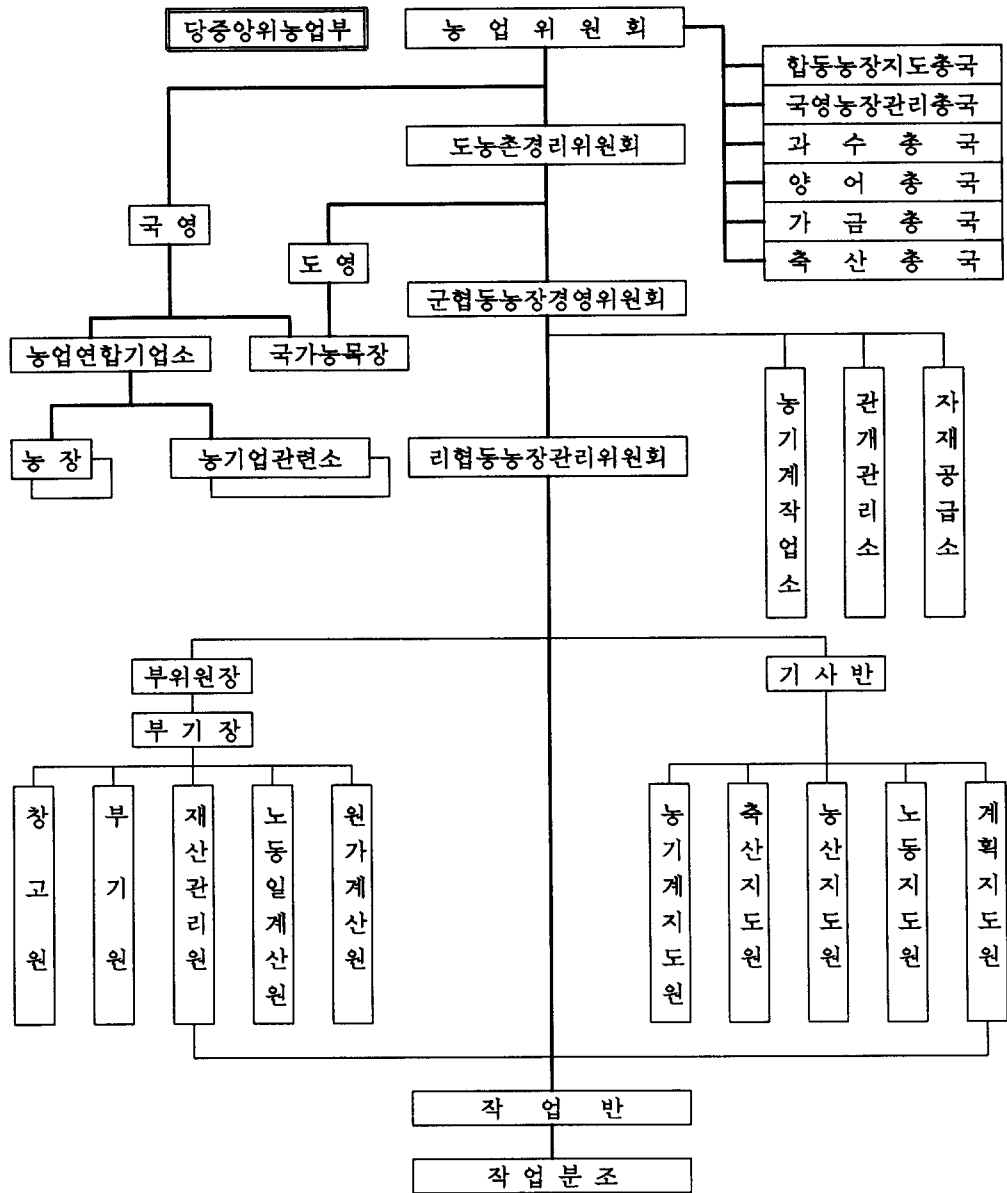 당중앙위농업부
농업위원회
합동농장지도총국
국영농장관리총국
과수총국
양어총국
가금총국
축산총국
도농촌경리위원회
국영
도영
군협동농장경영위원회
농업연합기업소
국가농목장
농장
농기업관련소
리협동농장관리위원회
농기계작업소
관개관리소
자재공급소
부위원장
기사반
부기장
창고원
부기원
재산관리원
노동일계산원
원가계산원
농기계지도원
축산지도원
농산지도원
노동지도원
계획지도원
작업반
작업분조